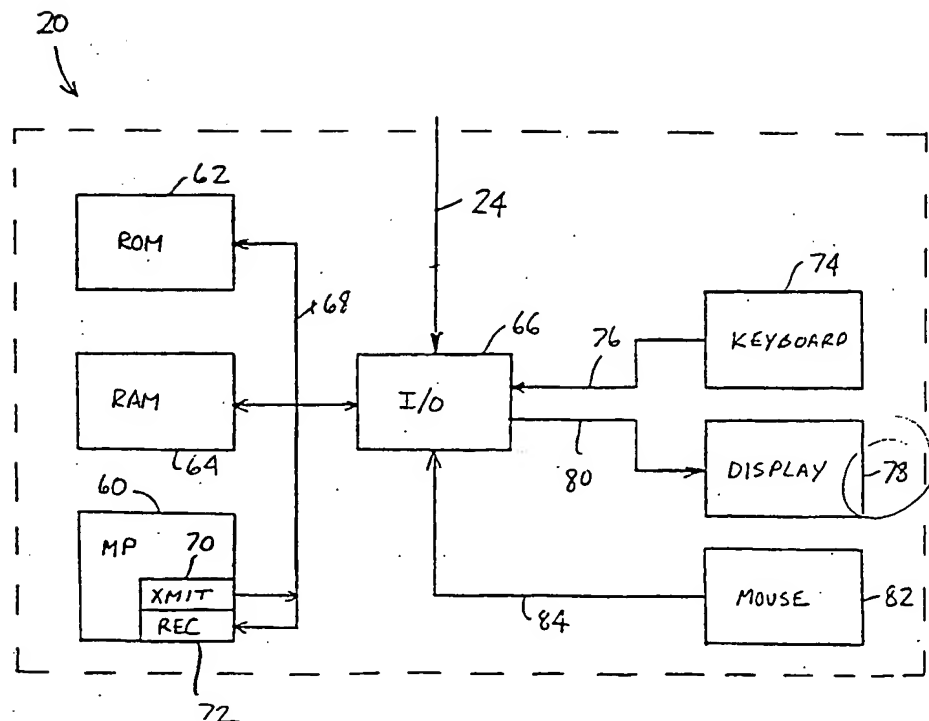 20
62
ROM
68
24
66
74
KEYBOARD
76
RAM
I/O
64
80
DISPLAY
78
60
MP
70
XMIT
REC
72
84
MOUSE
82